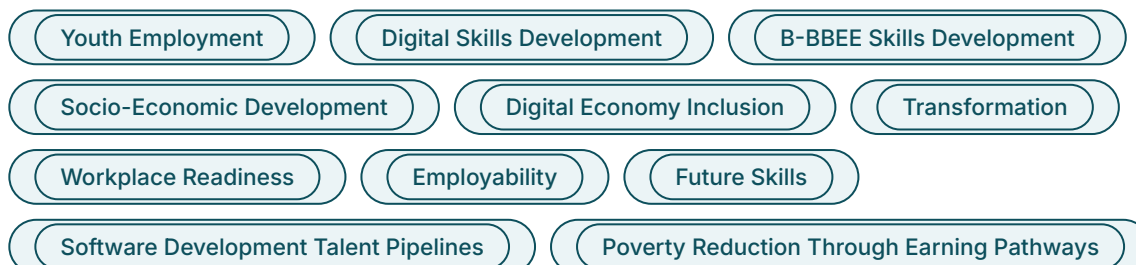 Youth Employment Digital Skills Development B-BBEE Skills Development
Socio-Economic Development Digital Economy Inclusion Transformation
Workplace Readiness Employability Future Skills
Software Development Talent Pipelines Poverty Reduction Through Earning Pathways